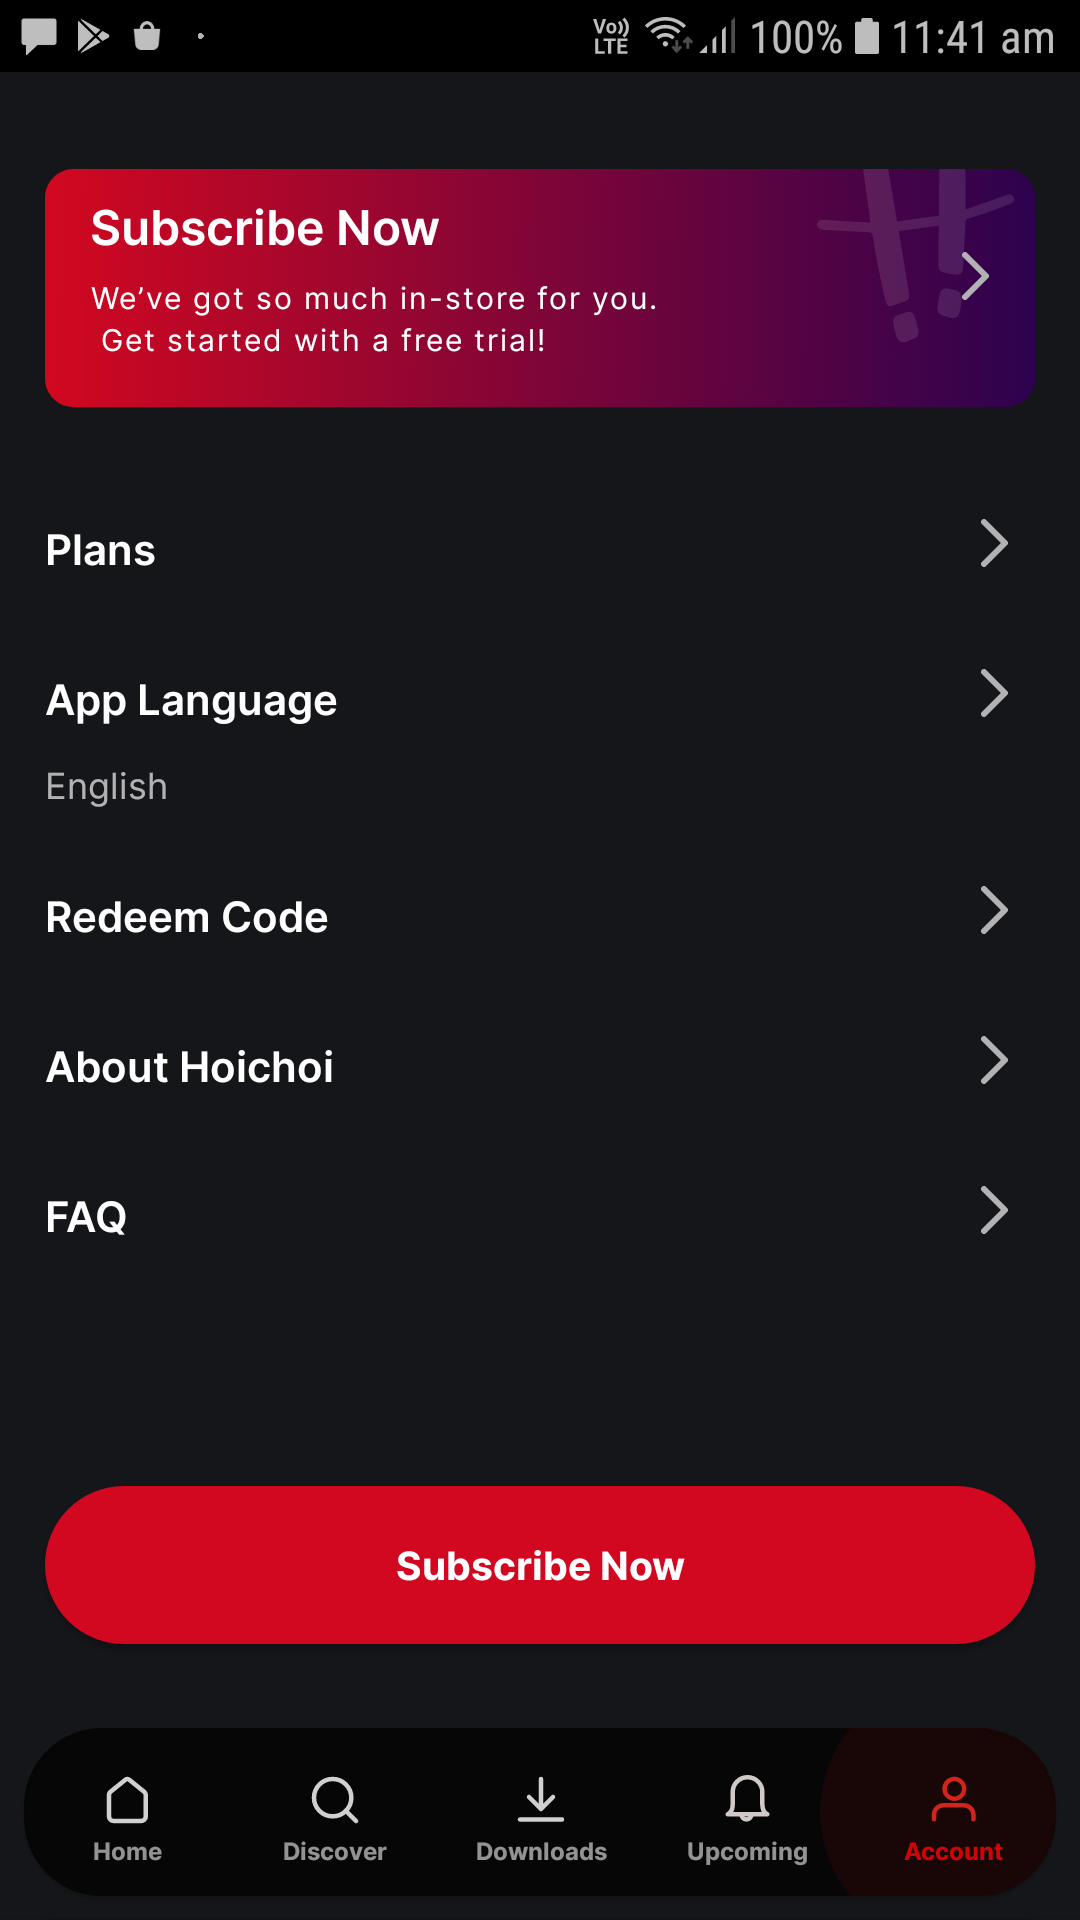 Vo)) LTE 100% 11:41 am
Subscribe Now
We’ve got so much in-store for you.
Get started with a free trial!
Plans
App Language
English
Redeem Code
About Hoichoi
FAQ
Subscribe Now
Home Discover Downloads Upcoming Account